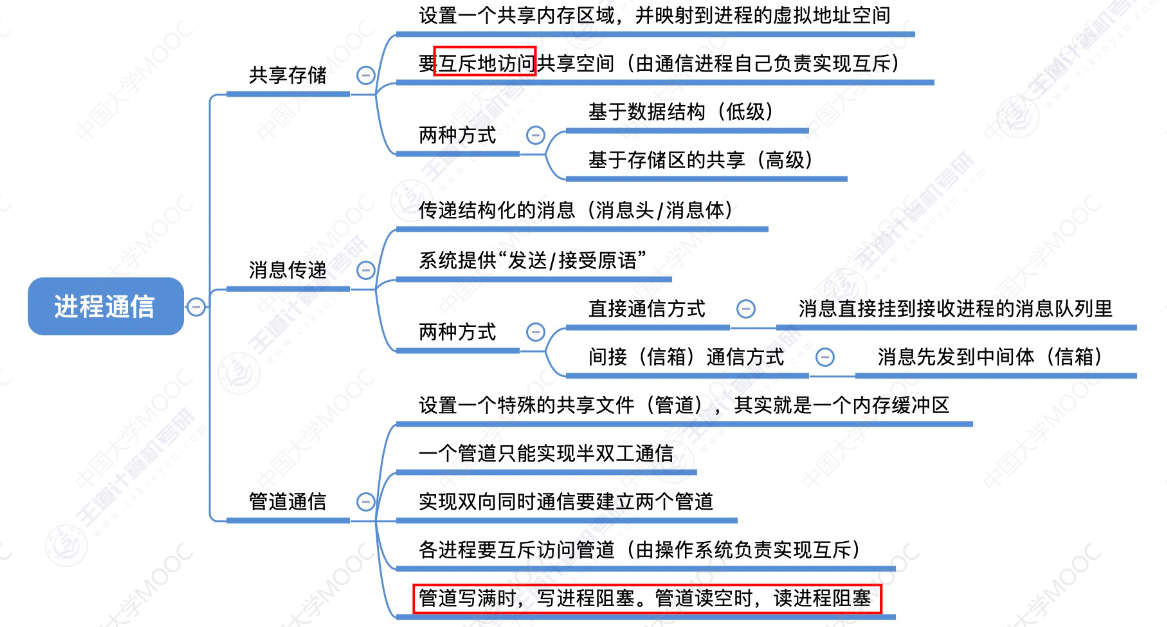 设置一个共享内存区域，并映射到进程的虚拟地址空间
要互斥地访问共享空间（由通信进程自己负责实现互斥）
共享存储
两种方式
基于数据结构（低级）
基于存储区的共享（高级）
传递结构化的消息（消息头/消息体）
系统提供“发送/接受原语”
消息传递
两种方式
直接通信方式
消息直接挂到接收进程的消息队列里
间接（信箱）通信方式
消息先发到中间体（信箱）
进程通信
设置一个特殊的共享文件（管道），其实就是一个内存缓冲区
一个管道只能实现半双工通信
管道通信
实现双向同时通信要建立两个管道
各进程要互斥访问管道（由操作系统负责实现互斥）
管道写满时，写进程阻塞。管道读空时，读进程阻塞
中国大学MOOC
王道计算机考研